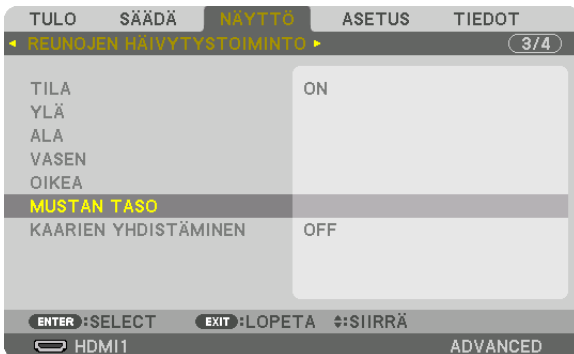 TULO SÄÄDÄ NÄYTTÖ ASETUS TIEDOT
REUNOJEN HÄIVYTYSTOIMINTO 3/4
TILA ON
YLÄ
ALA
VASEN
OIKEA
MUSTAN TASO
KAARIEN YHDISTÄMINEN OFF
ENTER :SELECT EXIT :LOPETA :SIIRRÄ
HDMI1 ADVANCED